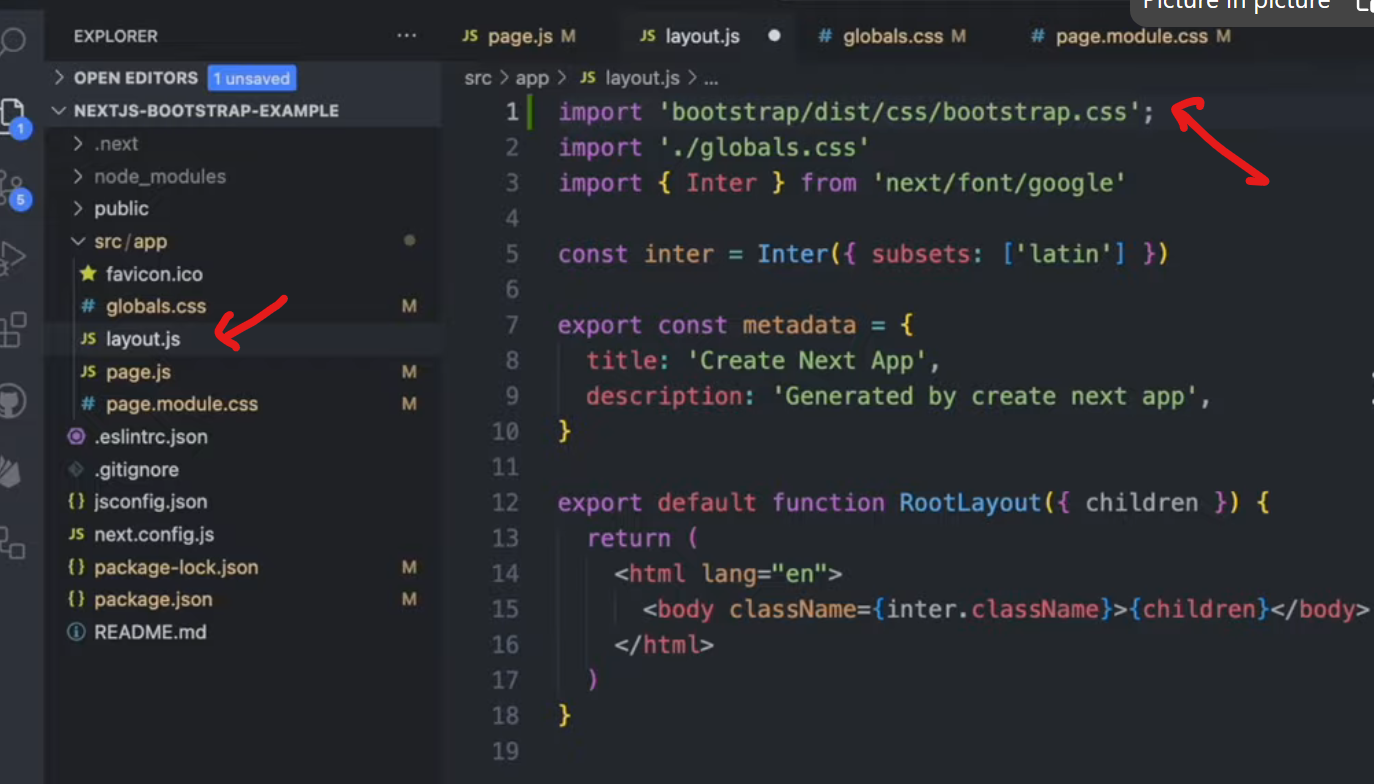 Picture in picture
EXPLORER ...
JS page.js M
JS layout.js
# globals.css M
# page.module.css M
OPEN EDITORS 1 unsaved
src > app > JS layout.js > ...
NEXTJS-BOOTSTRAP-EXAMPLE
1
5
.next
node_modules
public
src/app
favicon.ico
# globals.css M
JS layout.js
JS page.js M
# page.module.css M
.eslintrc.json
.gitignore
{} jsconfig.json
JS next.config.js
{} package-lock.json M
{} package.json M
README.md
1 import 'bootstrap/dist/css/bootstrap.css';
2 import './globals.css'
3 import { Inter } from 'next/font/google'
4
5 const inter = Inter({ subsets: ['latin'] })
6
7 export const metadata = {
8 title: 'Create Next App',
9 description: 'Generated by create next app',
10 }
11
12 export default function RootLayout({ children }) {
13 return (
14 <html lang="en">
15 <body className={inter.className}>{children}</body>
16 </html>
17 )
18 }
19